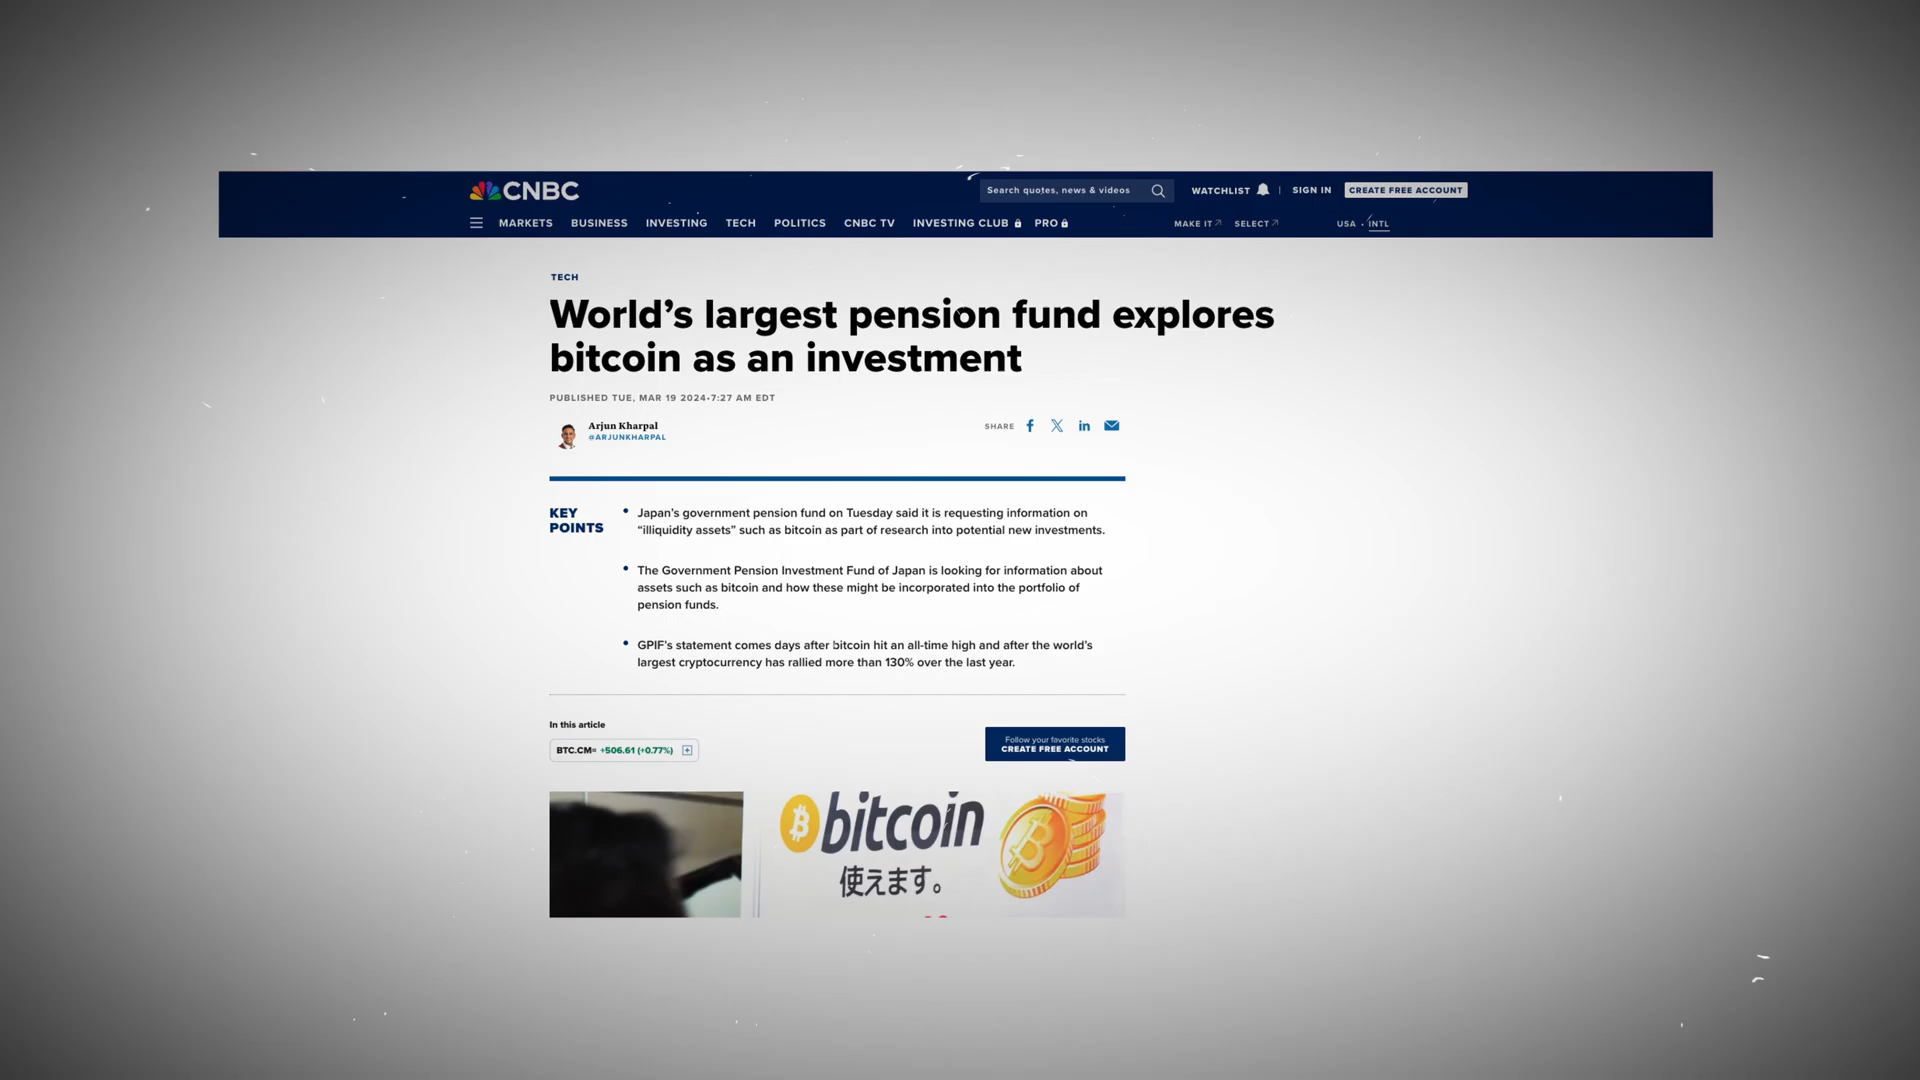 CNBC
Search quotes, news & videos
WATCHLIST
SIGN IN
CREATE FREE ACCOUNT
MARKETS BUSINESS INVESTING TECH POLITICS CNBC TV INVESTING CLUB PRO
MAKE IT SELECT
USA • INTL
TECH
World’s largest pension fund explores
bitcoin as an investment
PUBLISHED TUE, MAR 19 2024•7:27 AM EDT
Arjun Kharpal
@ARJUNKHARPAL
SHARE
KEY
POINTS
• Japan’s government pension fund on Tuesday said it is requesting information on
“illiquidity assets” such as bitcoin as part of research into potential new investments.
• The Government Pension Investment Fund of Japan is looking for information about
assets such as bitcoin and how these might be incorporated into the portfolio of
pension funds.
• GPIF’s statement comes days after bitcoin hit an all-time high and after the world’s
largest cryptocurrency has rallied more than 130% over the last year.
In this article
BTC.CM= +506.61 (+0.77%)
Follow your favorite stocks
CREATE FREE ACCOUNT
bitcoin
使えます。